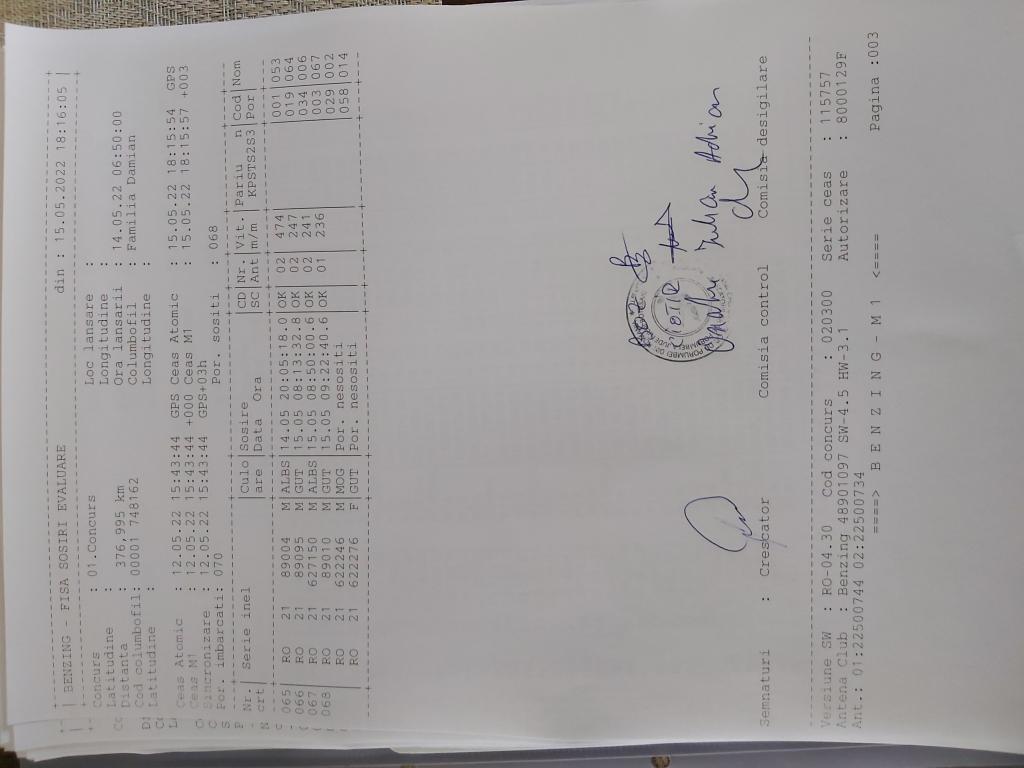 | BENZING - FISA SOSIRI EVALUARE din : 15.05.2022 18:16:05 |
Concurs : 01.Concurs Loc lansare :
Latitudine : Longitudine :
Distanta : 376,995 km Ora lansarii : 14.05.22 06:50:00
Cod columbofil: 00001 748162 Columbofil : Familia Damian
Latitudine : Longitudine :
Ceas Atomic : 12.05.22 15:43:44 GPS Ceas Atomic : 15.05.22 18:15:54 GPS
Ceas M1 : 12.05.22 15:43:44 +000 Ceas M1 : 15.05.22 18:15:57 +003
Sincronizare : 12.05.22 15:43:44 GPS+03h
Por. imbarcati: 070 Por. sositi : 068
Nr. | Serie inel |Culo|Sosire |CD|Nr.|Vit.|Pariu n|Cod|Nom
crt| |are |Data Ora |SC|Ant|m/m |KPSTS2S3|Por|
065 | RO 21 89004 M|ALBS|14.05 20:05:18.0|OK| 02| 474| |001|053
066 | RO 21 89095 M|GUT |15.05 08:13:32.8|OK| 02| 247| |019|064
067 | RO 21 627150 M|ALBS|15.05 08:50:00.6|OK| 02| 241| |034|006
068 | RO 21 89010 M|GUT |15.05 09:22:40.6|OK| 01| 236| |003|067
| RO 21 622246 M|MOG |Por. nesositi | | | | |029|002
| RO 21 622276 F|GUT |Por. nesositi | | | | |058|014
Iulian Adrian
Semnaturi : Crescator Comisia control Comisia desigilare
Versiune SW : RO-04.30 Cod concurs : 020300 Serie ceas : 115757
Antena Club : Benzing 48901097 SW-4.5 HW-3.1 Autorizare : 8000129F
Ant.: 01:22500744 02:22500734
====> B E N Z I N G - M 1 <==== Pagina :003